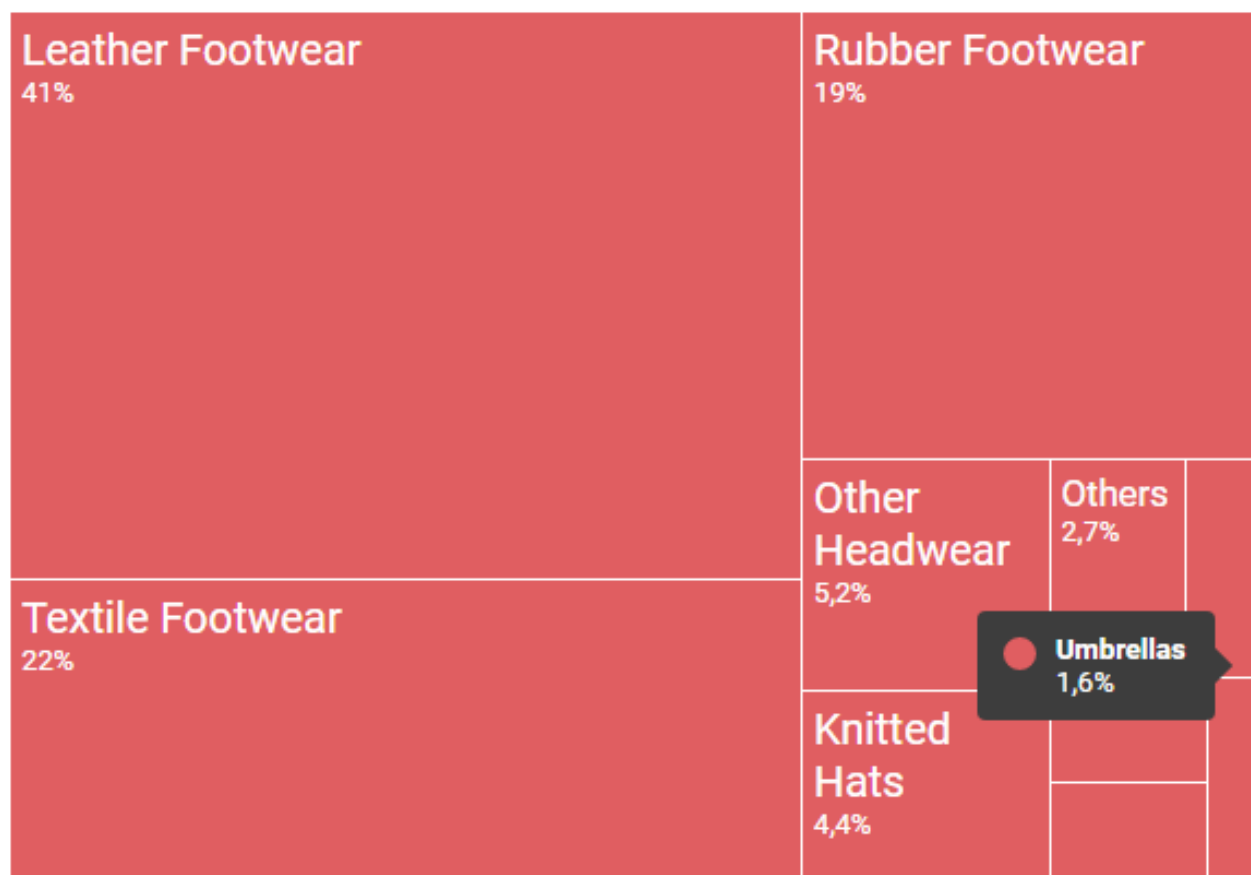 Leather Footwear
41%
Rubber Footwear
19%
Textile Footwear
22%
Other
Headwear
5,2%
Others
2,7%
Umbrellas
1,6%
Knitted
Hats
4,4%